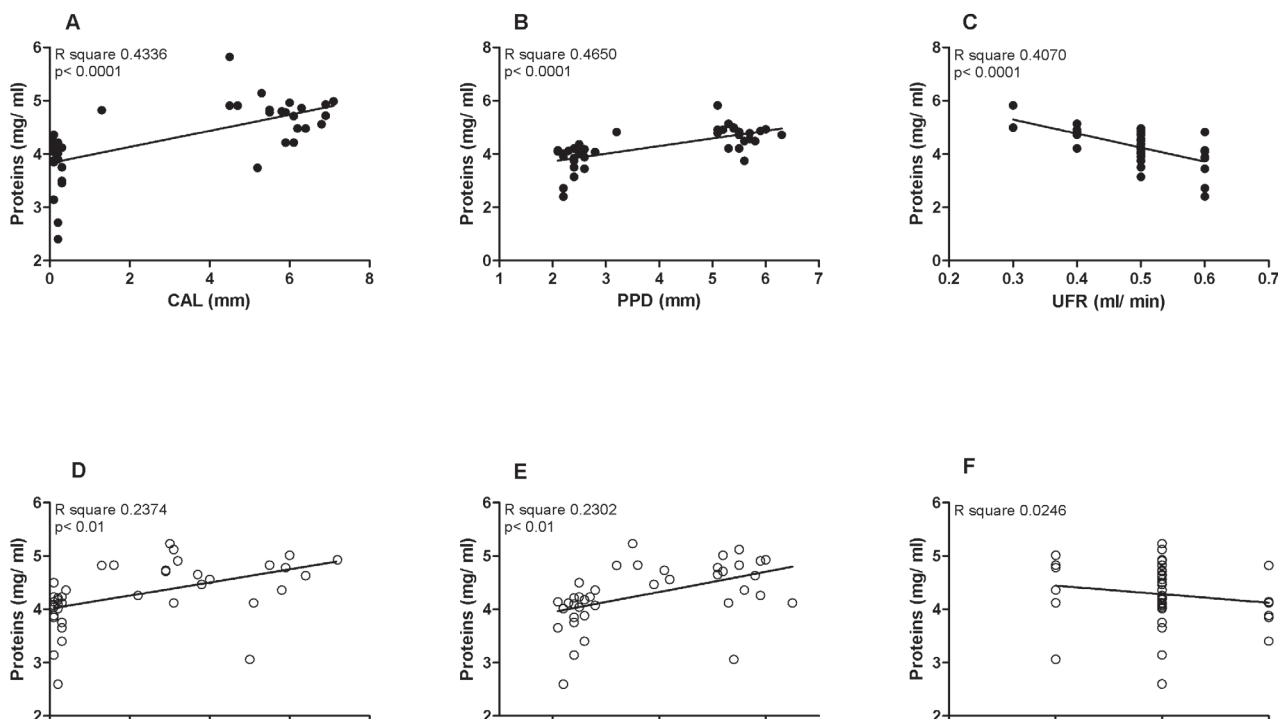 A
R square 0.4336
p< 0.0001
Proteins (mg/ ml)
6
5
4
3
2
0
2
4
6
8
CAL (mm)
B
R square 0.4650
p< 0.0001
Proteins (mg/ ml)
8
6
4
2
0
1
2
3
4
5
6
7
PPD (mm)
C
R square 0.4070
p< 0.0001
Proteins (mg/ ml)
8
6
4
2
0
0.2
0.3
0.4
0.5
0.6
0.7
UFR (ml/ min)
D
R square 0.2374
p< 0.01
Proteins (mg/ ml)
6
5
4
3
2
E
R square 0.2302
p< 0.01
Proteins (mg/ ml)
6
5
4
3
2
F
R square 0.0246
Proteins (mg/ ml)
6
5
4
3
2